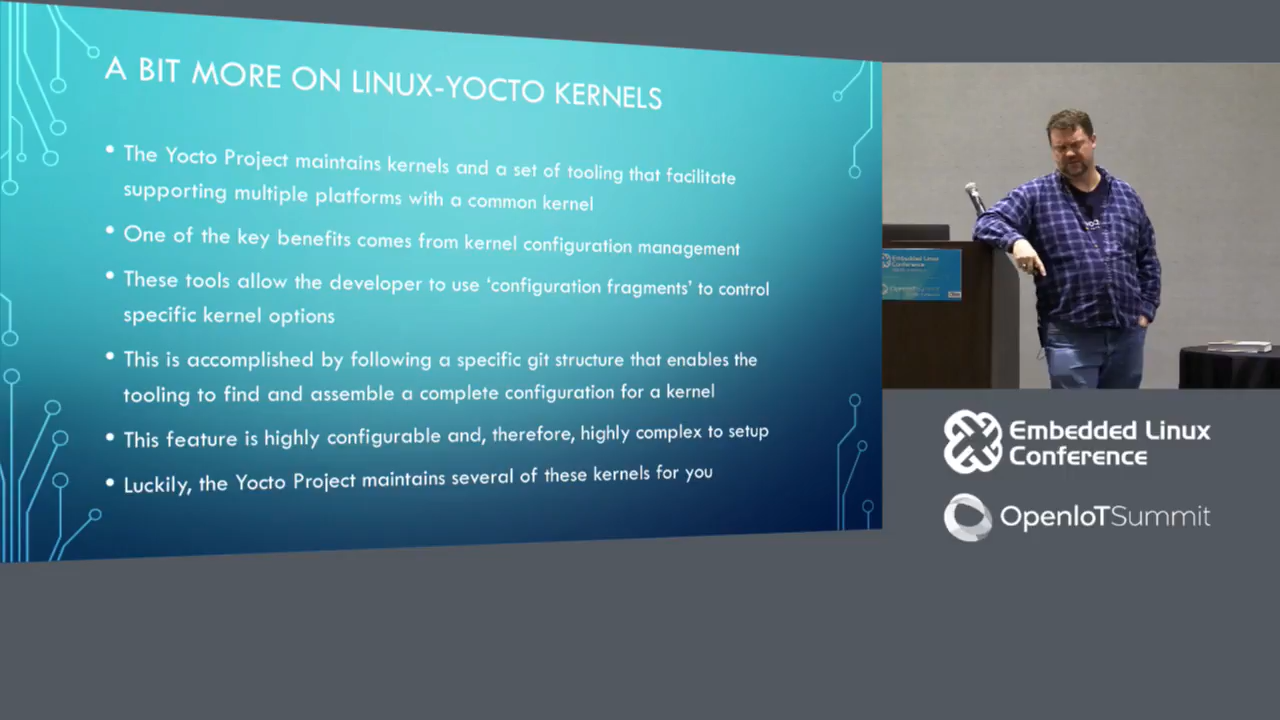 A BIT MORE ON LINUX-YOCTO KERNELS
• The Yocto Project maintains kernels and a set of tooling that facilitate
supporting multiple platforms with a common kernel
• One of the key benefits comes from kernel configuration management
• These tools allow the developer to use ‘configuration fragments’ to control
specific kernel options
• This is accomplished by following a specific git structure that enables the
tooling to find and assemble a complete configuration for a kernel
• This feature is highly configurable and, therefore, highly complex to setup
• Luckily, the Yocto Project maintains several of these kernels for you
Embedded Linux
Conference
OpenIoTSummit
Embedded Linux
Conference
OpenIoTSummit